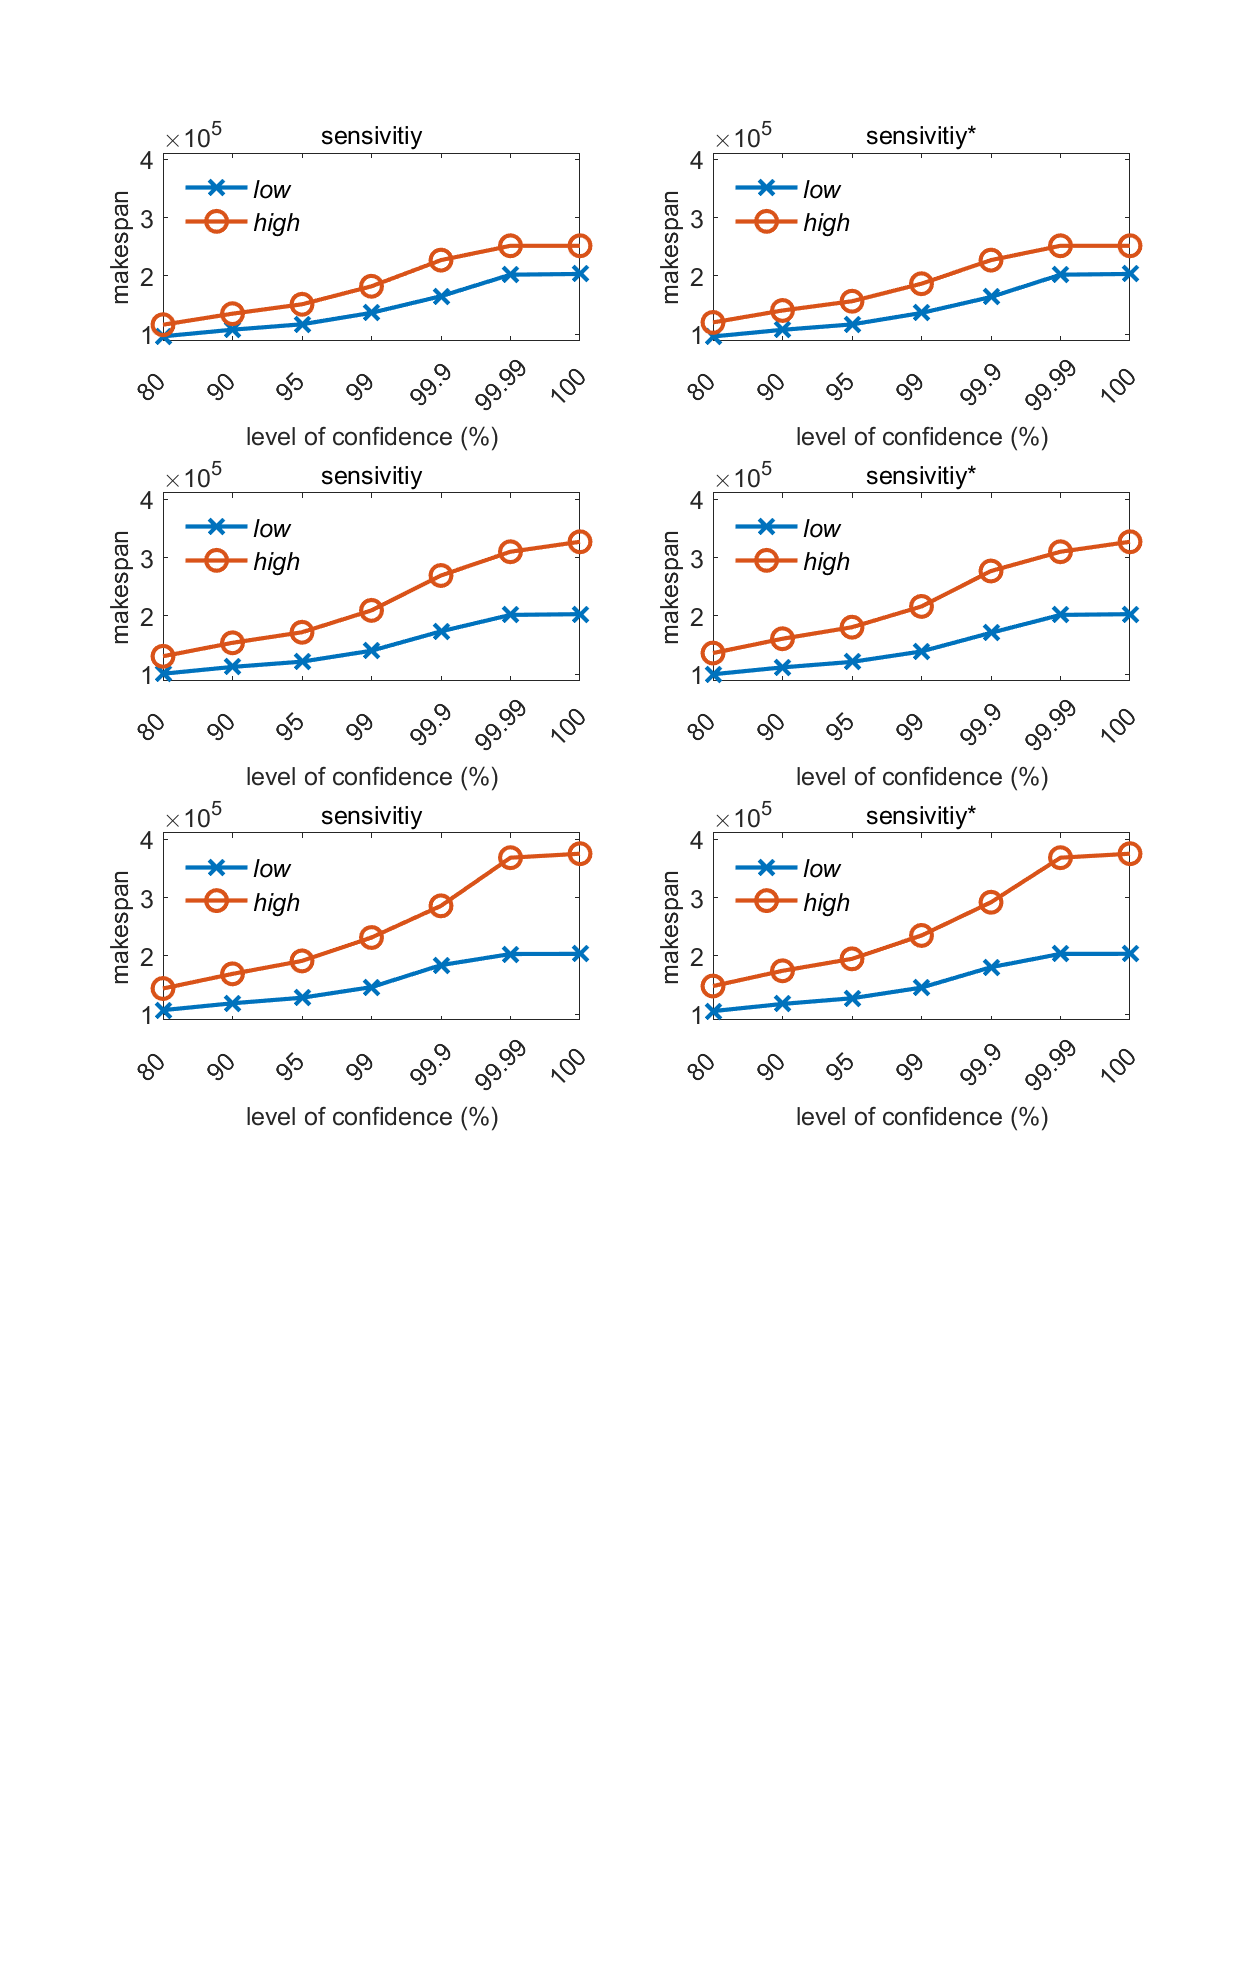 ×10^5 sensivitiy
4
3
2
1
makespan
low
high
80 90 95 99 99.9 99.99 100
level of confidence (%)
×10^5 sensivitiy*
4
3
2
1
makespan
low
high
80 90 95 99 99.9 99.99 100
level of confidence (%)
×10^5 sensivitiy
4
3
2
1
makespan
low
high
80 90 95 99 99.9 99.99 100
level of confidence (%)
×10^5 sensivitiy*
4
3
2
1
makespan
low
high
80 90 95 99 99.9 99.99 100
level of confidence (%)
×10^5 sensivitiy
4
3
2
1
makespan
low
high
80 90 95 99 99.9 99.99 100
level of confidence (%)
×10^5 sensivitiy*
4
3
2
1
makespan
low
high
80 90 95 99 99.9 99.99 100
level of confidence (%)